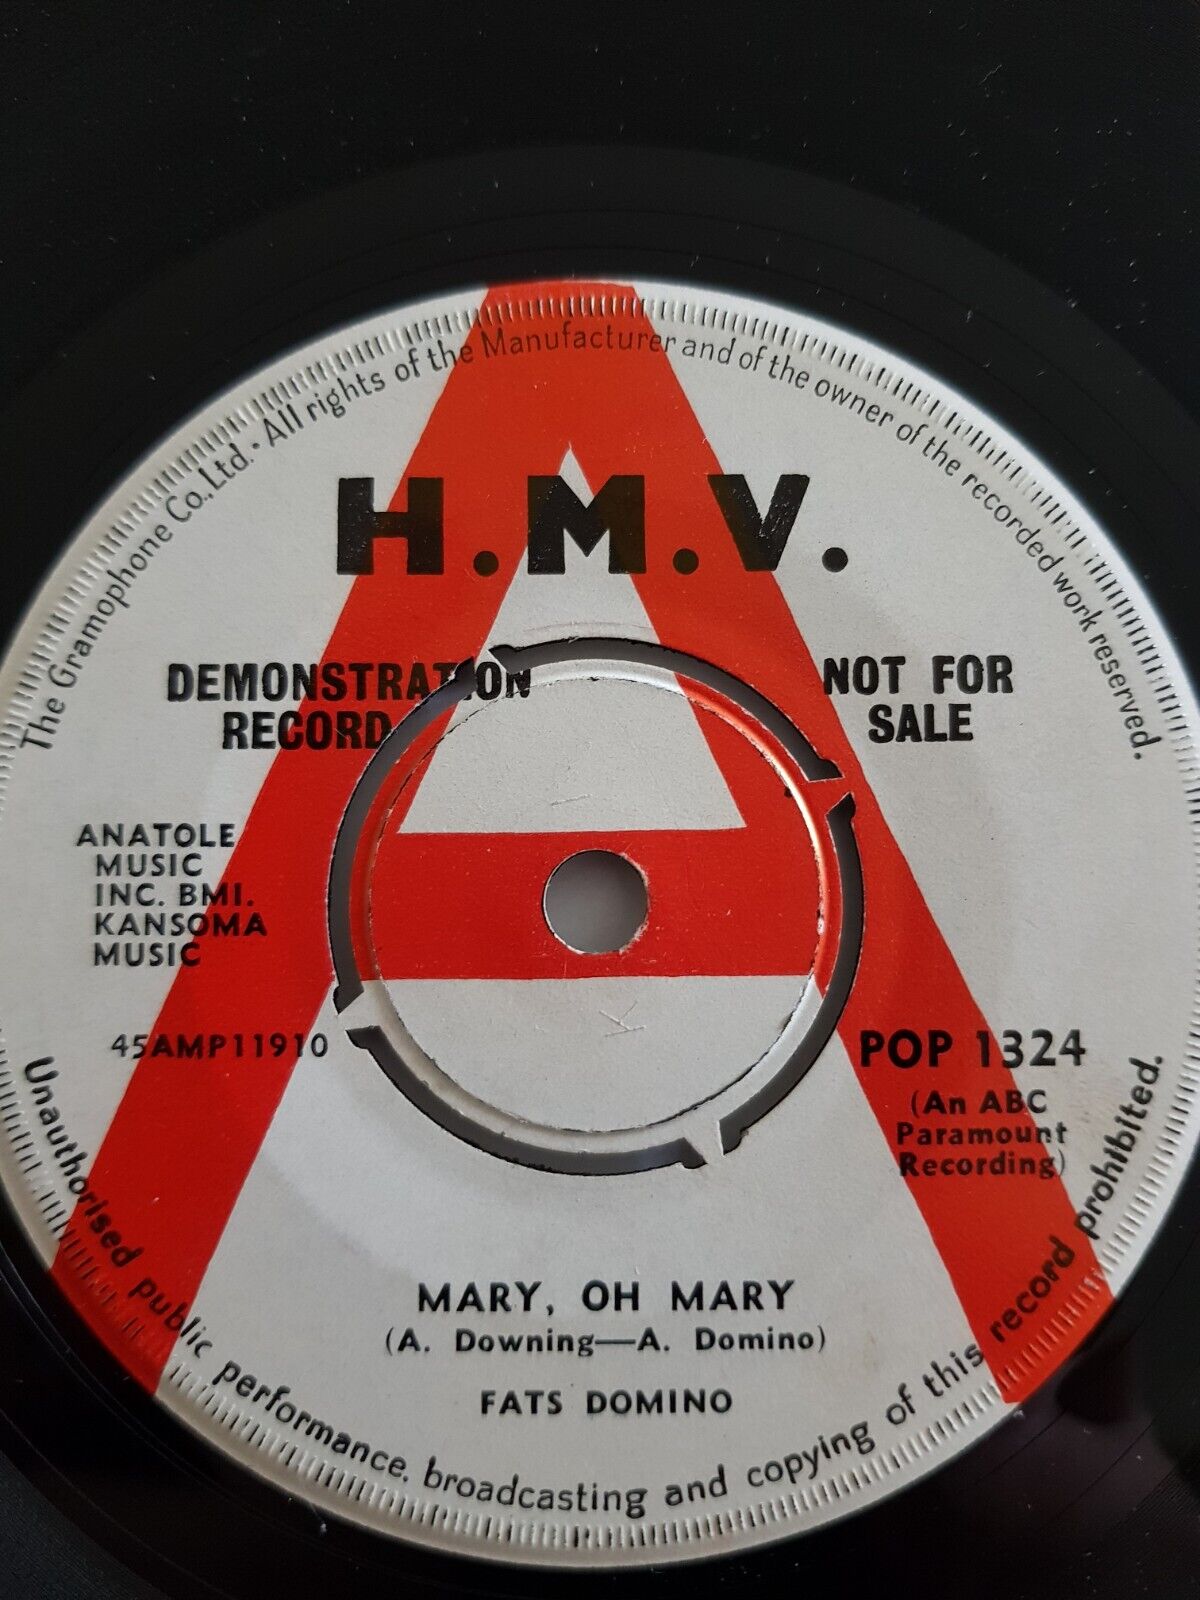 The Gramophone Co., Ltd. · All rights of the Manufacturer and of the owner of the recorded work reserved.
H.M.V.
DEMONSTRATION
RECORD
NOT FOR
SALE
ANATOLE
MUSIC
INC. BMI.
KANSOMA
MUSIC
45AMP11910
POP 1324
(An ABC
Paramount
Recording)
MARY, OH MARY
(A. Downing—A. Domino)
FATS DOMINO
Unauthorised public performance, broadcasting and copying of this record prohibited.